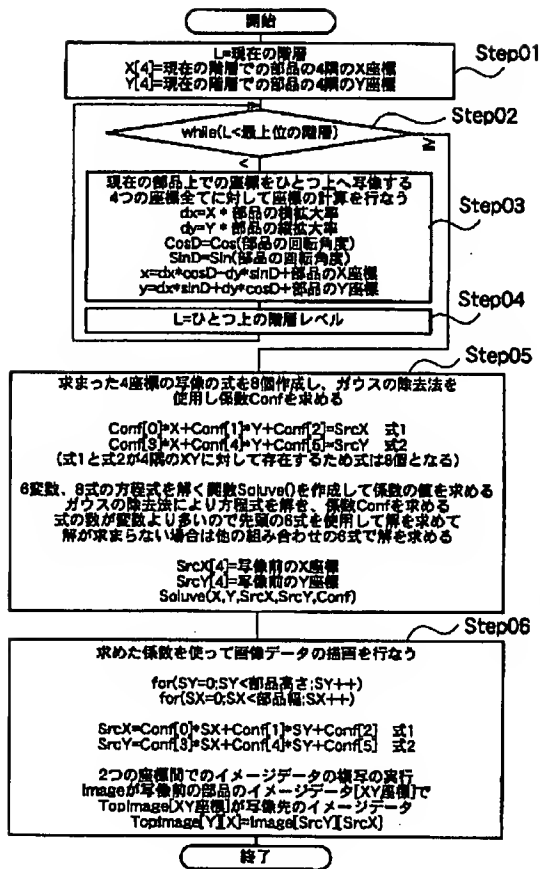 開始
L=現在の階層
X[4]=現在の階層での部品の4隅のX座標
Y[4]=現在の階層での部品の4隅のY座標
Step01
Step02
while(L<最上位の階層)
≧
<
現在の部品上での座標をひとつ上へ写像する
4つの座標全てに対して座標の計算を行なう
dx=X*部品の横拡大率
dy=Y*部品の縦拡大率
CosD=Cos(部品の回転角度)
SinD=Sin(部品の回転角度)
x=dx*cosD-dy*sinD+部品のX座標
y=dx*sinD+dy*cosD+部品のY座標
Step03
L=ひとつ上の階層レベル
Step04
Step05
求まった4座標の写像の式を8個作成し、ガウスの除去法を
使用し係数Confを求める
Conf[0]*X+Conf[1]*Y+Conf[2]=SrcX 式1
Conf[3]*X+Conf[4]*Y+Conf[5]=SrcY 式2
(式1と式2が4隅のXYに対して存在するため式は8個となる)
6変数、8式の方程式を解く関数Soluve()を作成して係数の値を求める
ガウスの除去法により方程式を解き、係数Confを求める
式の数が変数より多いので先頭の6式を使用して解を求めて
解が求まらない場合は他の組み合わせの6式で解を求める
SrcX[4]=写像前のX座標
SrcY[4]=写像前のY座標
Soluve(X,Y,SrcX,SrcY,Conf)
Step06
求めた係数を使って画像データの描画を行なう
for(SY=0;SY<部品高さ;SY++)
for(SX=0;SX<部品幅;SX++)
SrcX=Conf[0]*SX+Conf[1]*SY+Conf[2] 式1
SrcY=Conf[3]*SX+Conf[4]*SY+Conf[5] 式2
2つの座標間でのイメージデータの複写の実行
Imageが写像前の部品のイメージデータ[XY座標]で
TopImage[XY座標]が写像先のイメージデータ
TopImage[Y][X]=Image[SrcY][SrcX]
終了